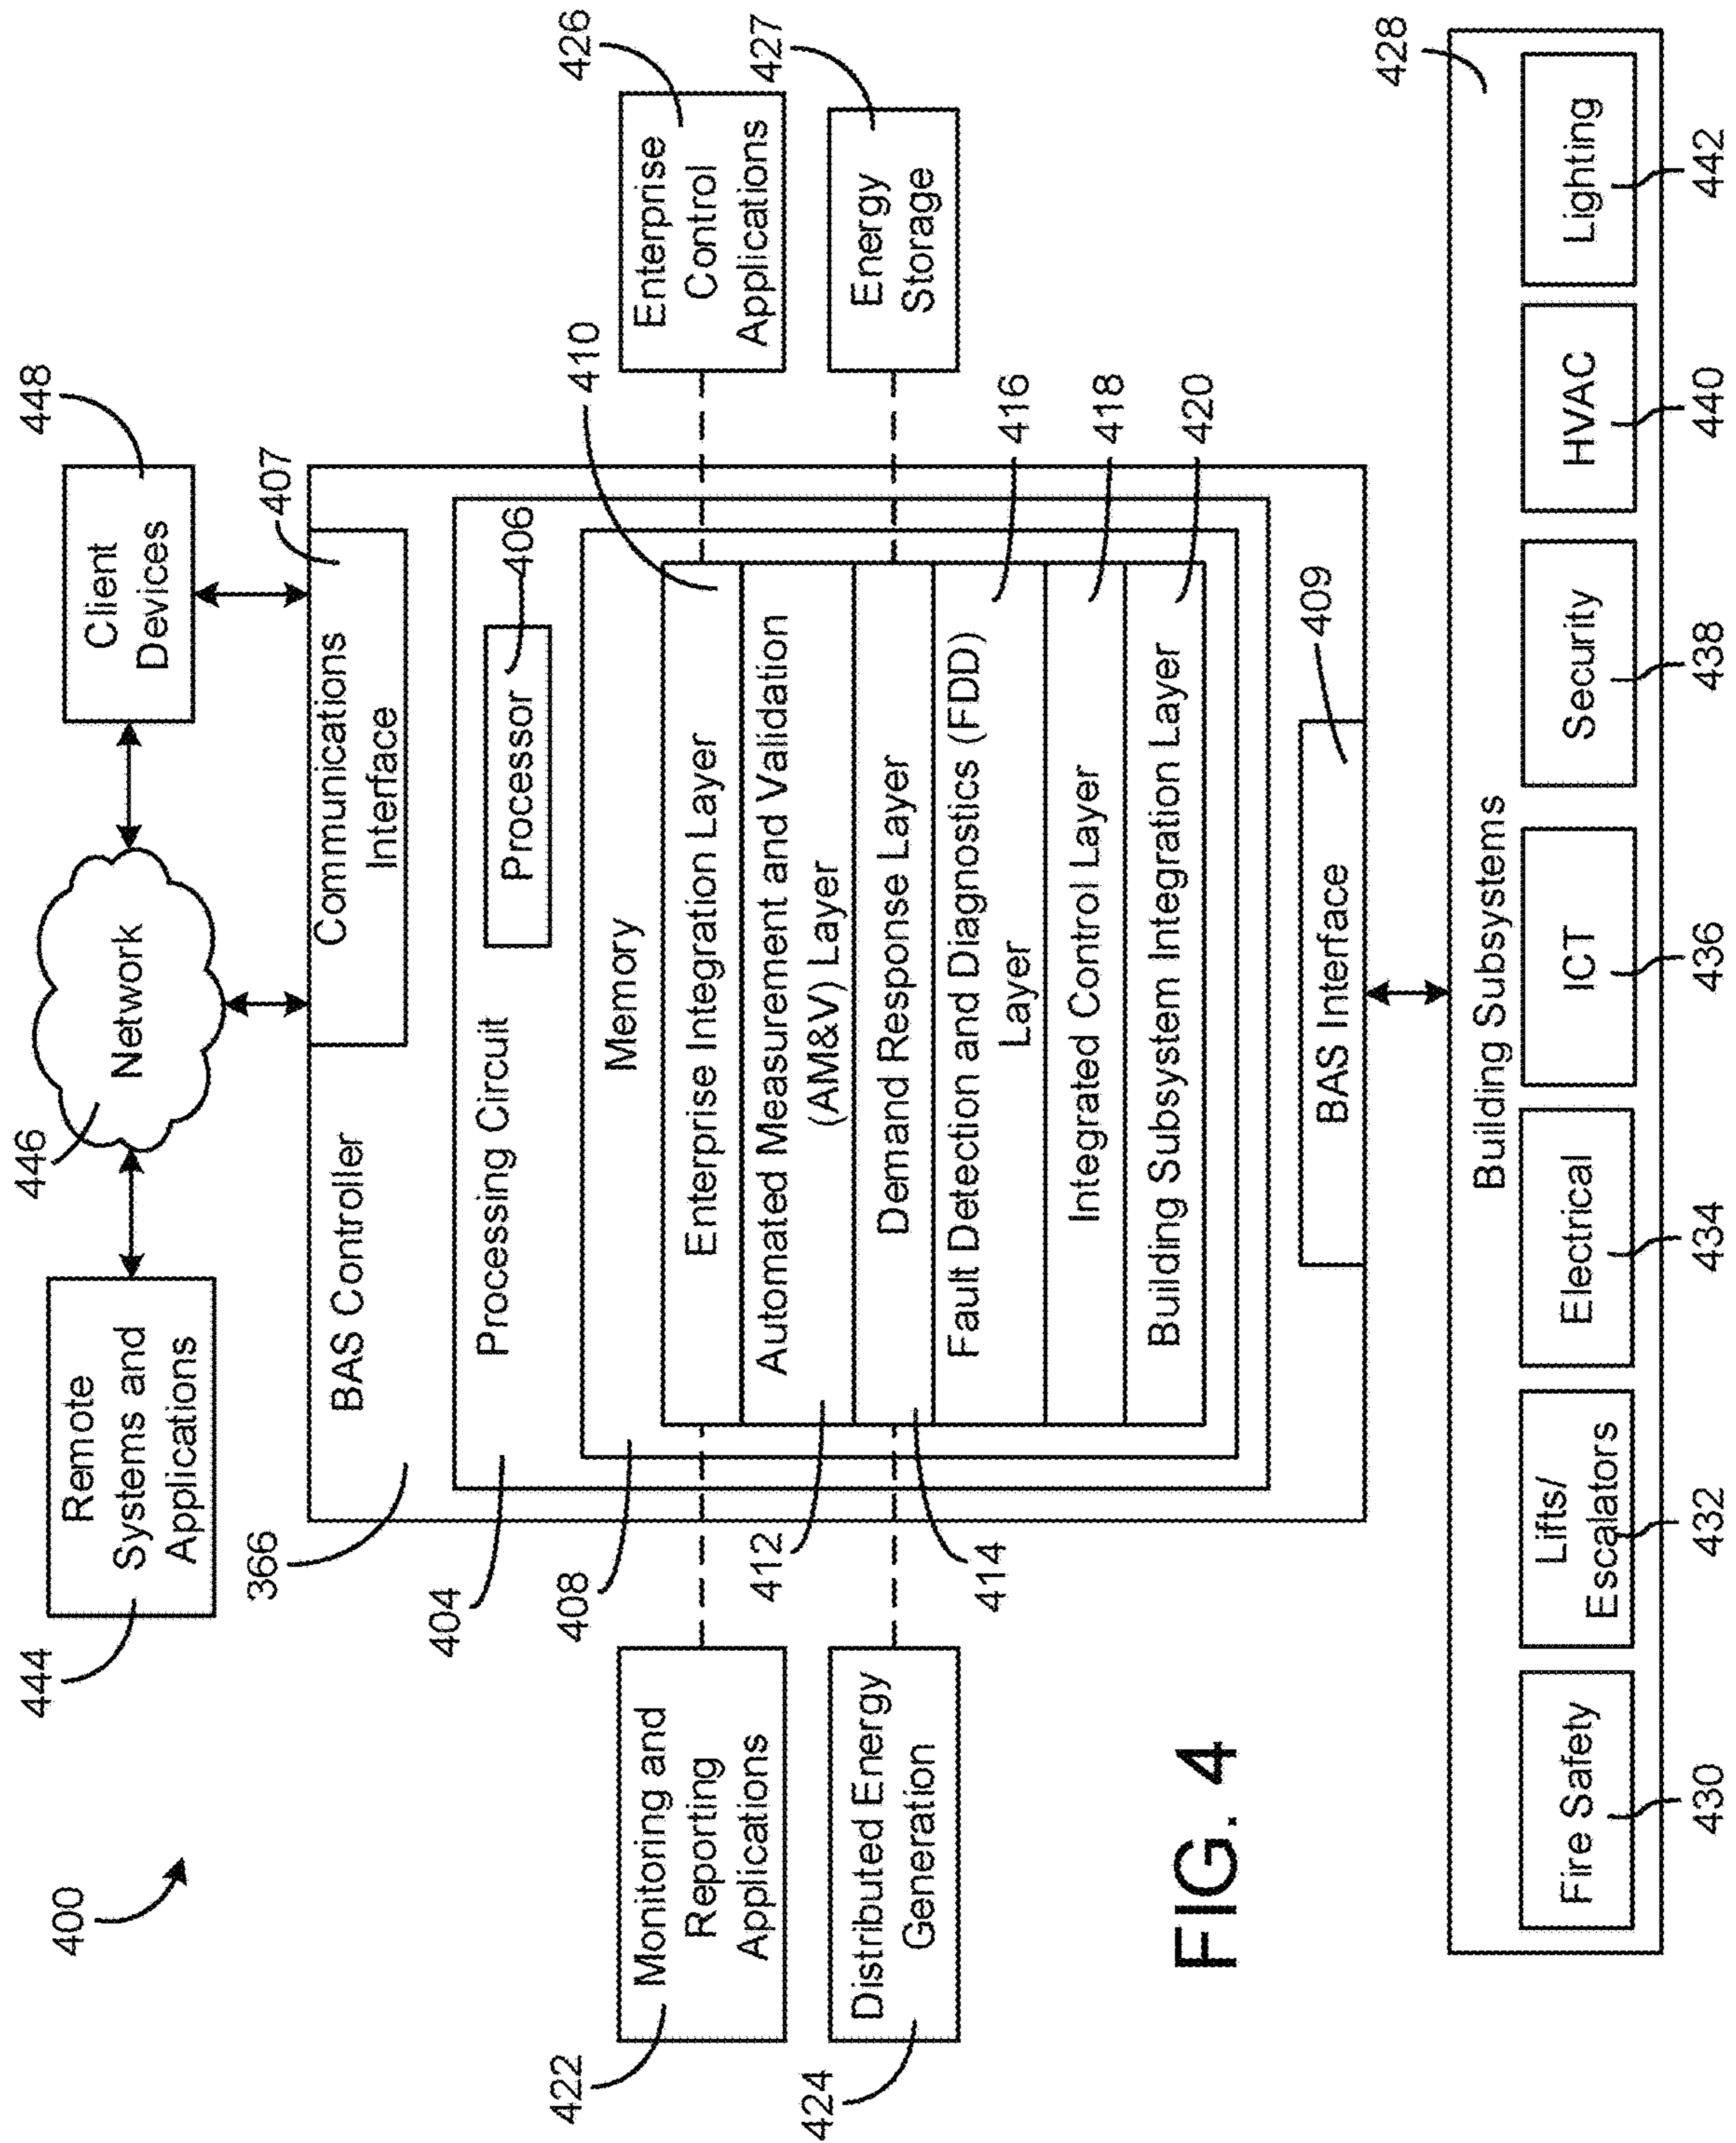 400
444
Remote
Systems and
Applications
446
Network
448
Client
Devices
366
BAS Controller
407
Communications
Interface
404
Processing Circuit
Processor
406
408
Memory
410
Enterprise Integration Layer
412
Automated Measurement and Validation
(AM&V) Layer
414
Demand Response Layer
416
Fault Detection and Diagnostics (FDD)
Layer
418
Integrated Control Layer
420
Building Subsystem Integration Layer
422
Monitoring and
Reporting
Applications
424
Distributed Energy
Generation
426
Enterprise
Control
Applications
427
Energy
Storage
409
BAS Interface
428
Building Subsystems
Fire Safety
Lifts/
Escalators
Electrical
ICT
Security
HVAC
Lighting
430
432
434
436
438
440
442
FIG. 4